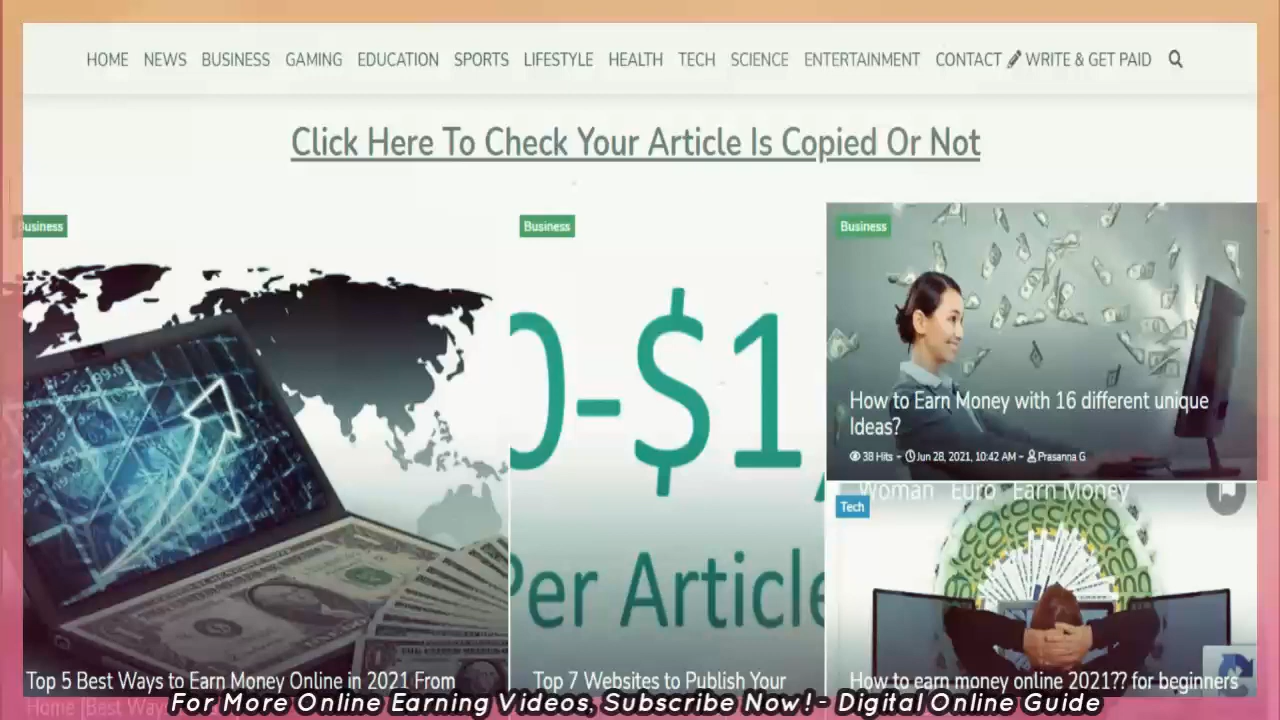 HOME NEWS BUSINESS GAMING EDUCATION SPORTS LIFESTYLE HEALTH TECH SCIENCE ENTERTAINMENT CONTACT WRITE & GET PAID
Click Here To Check Your Article Is Copied Or Not
Business
Top 5 Best Ways to Earn Money Online in 2021 From
Home |Best Way
Business
0-$1,
Per Article
Top 7 Websites to Publish Your
Business
How to Earn Money with 16 different unique
Ideas?
38 Hits - Jun 28, 2021, 10:42 AM - Prasanna G
Woman Euro Earn Money
Tech
How to earn money online 2021?? for beginners
For More Online Earning Videos, Subscribe Now! - Digital Online Guide